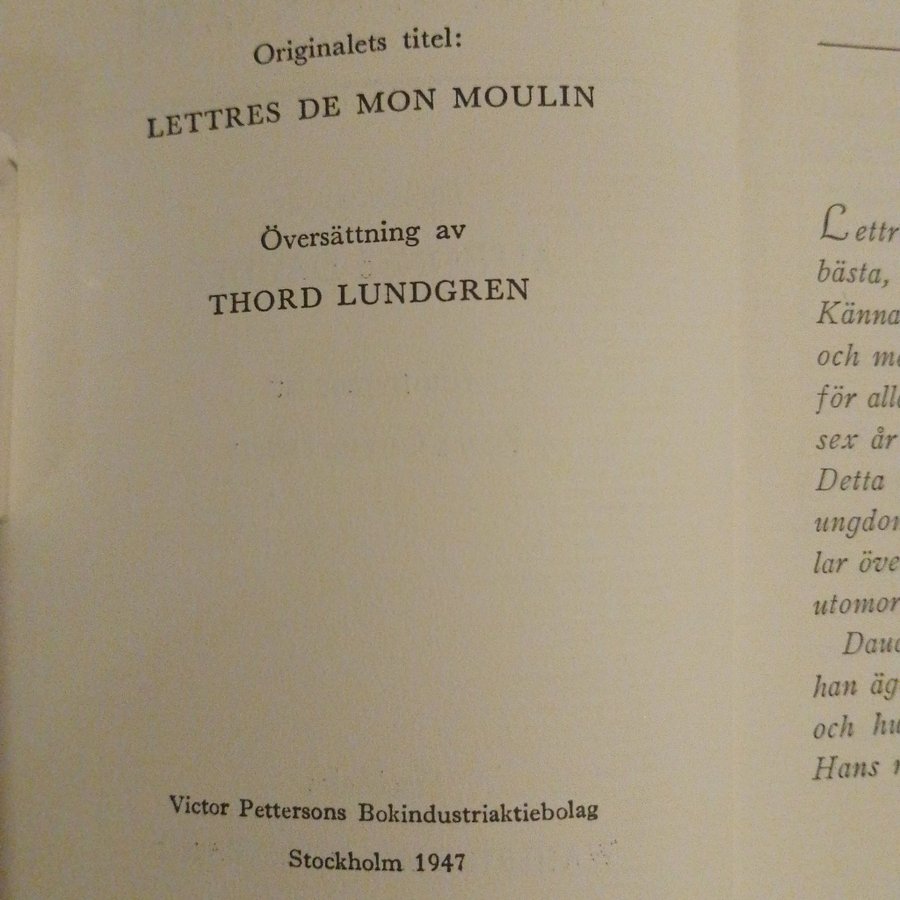 Originalets titel:
LETTRES DE MON MOULIN
Översättning av
THORD LUNDGREN
Victor Pettersons Bokindustriaktiebolag
Stockholm 1947
bästa,
Känna
och
för
sex år
Detta
lar
han
och
Hans